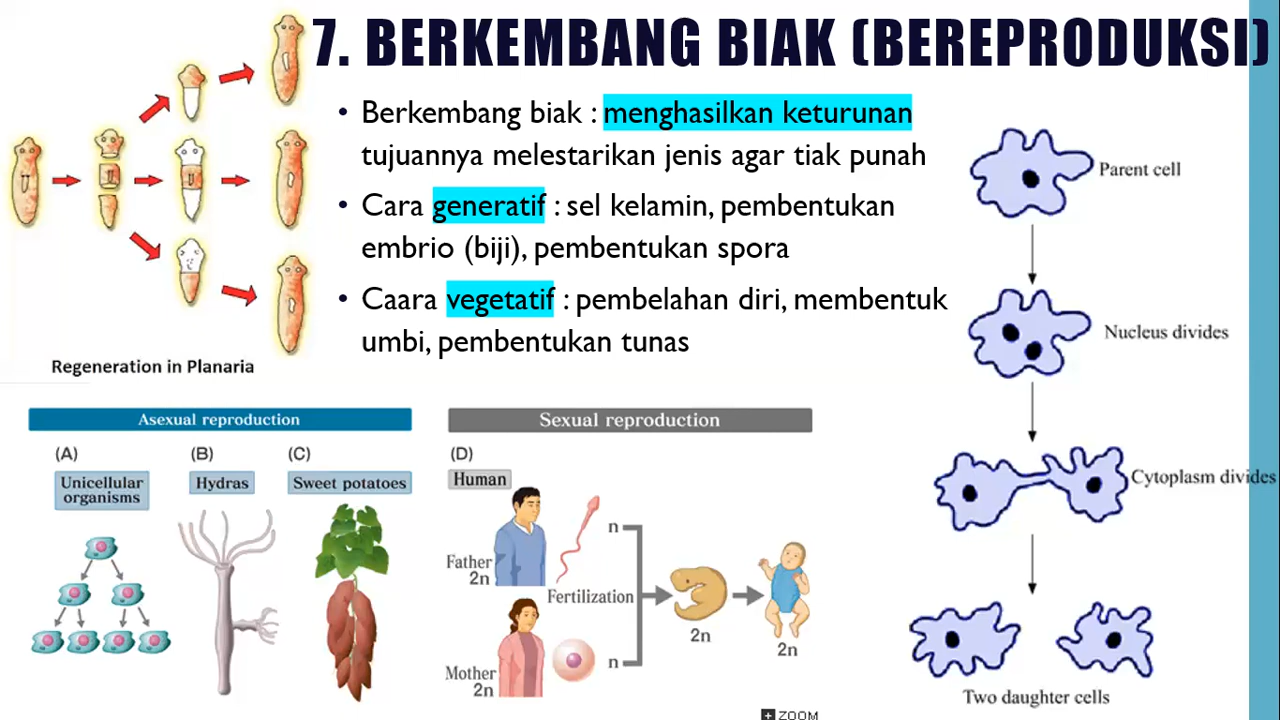 7. BERKEMBANG BIAK (BEREPRODUKSI)
• Berkembang biak : menghasilkan keturunan
tujuannya melestarikan jenis agar tiak punah
• Cara generatif : sel kelamin, pembentukan
embrio (biji), pembentukan spora
• Caara vegetatif : pembelahan diri, membentuk
umbi, pembentukan tunas
Regeneration in Planaria
Asexual reproduction
(A)
Unicellular
organisms
(B)
Hydras
(C)
Sweet potatoes
Sexual reproduction
(D)
Human
Father
2n
n
Fertilization
Mother
2n
n
2n
2n
ZOOM
Parent cell
Nucleus divides
Cytoplasm divides
Two daughter cells